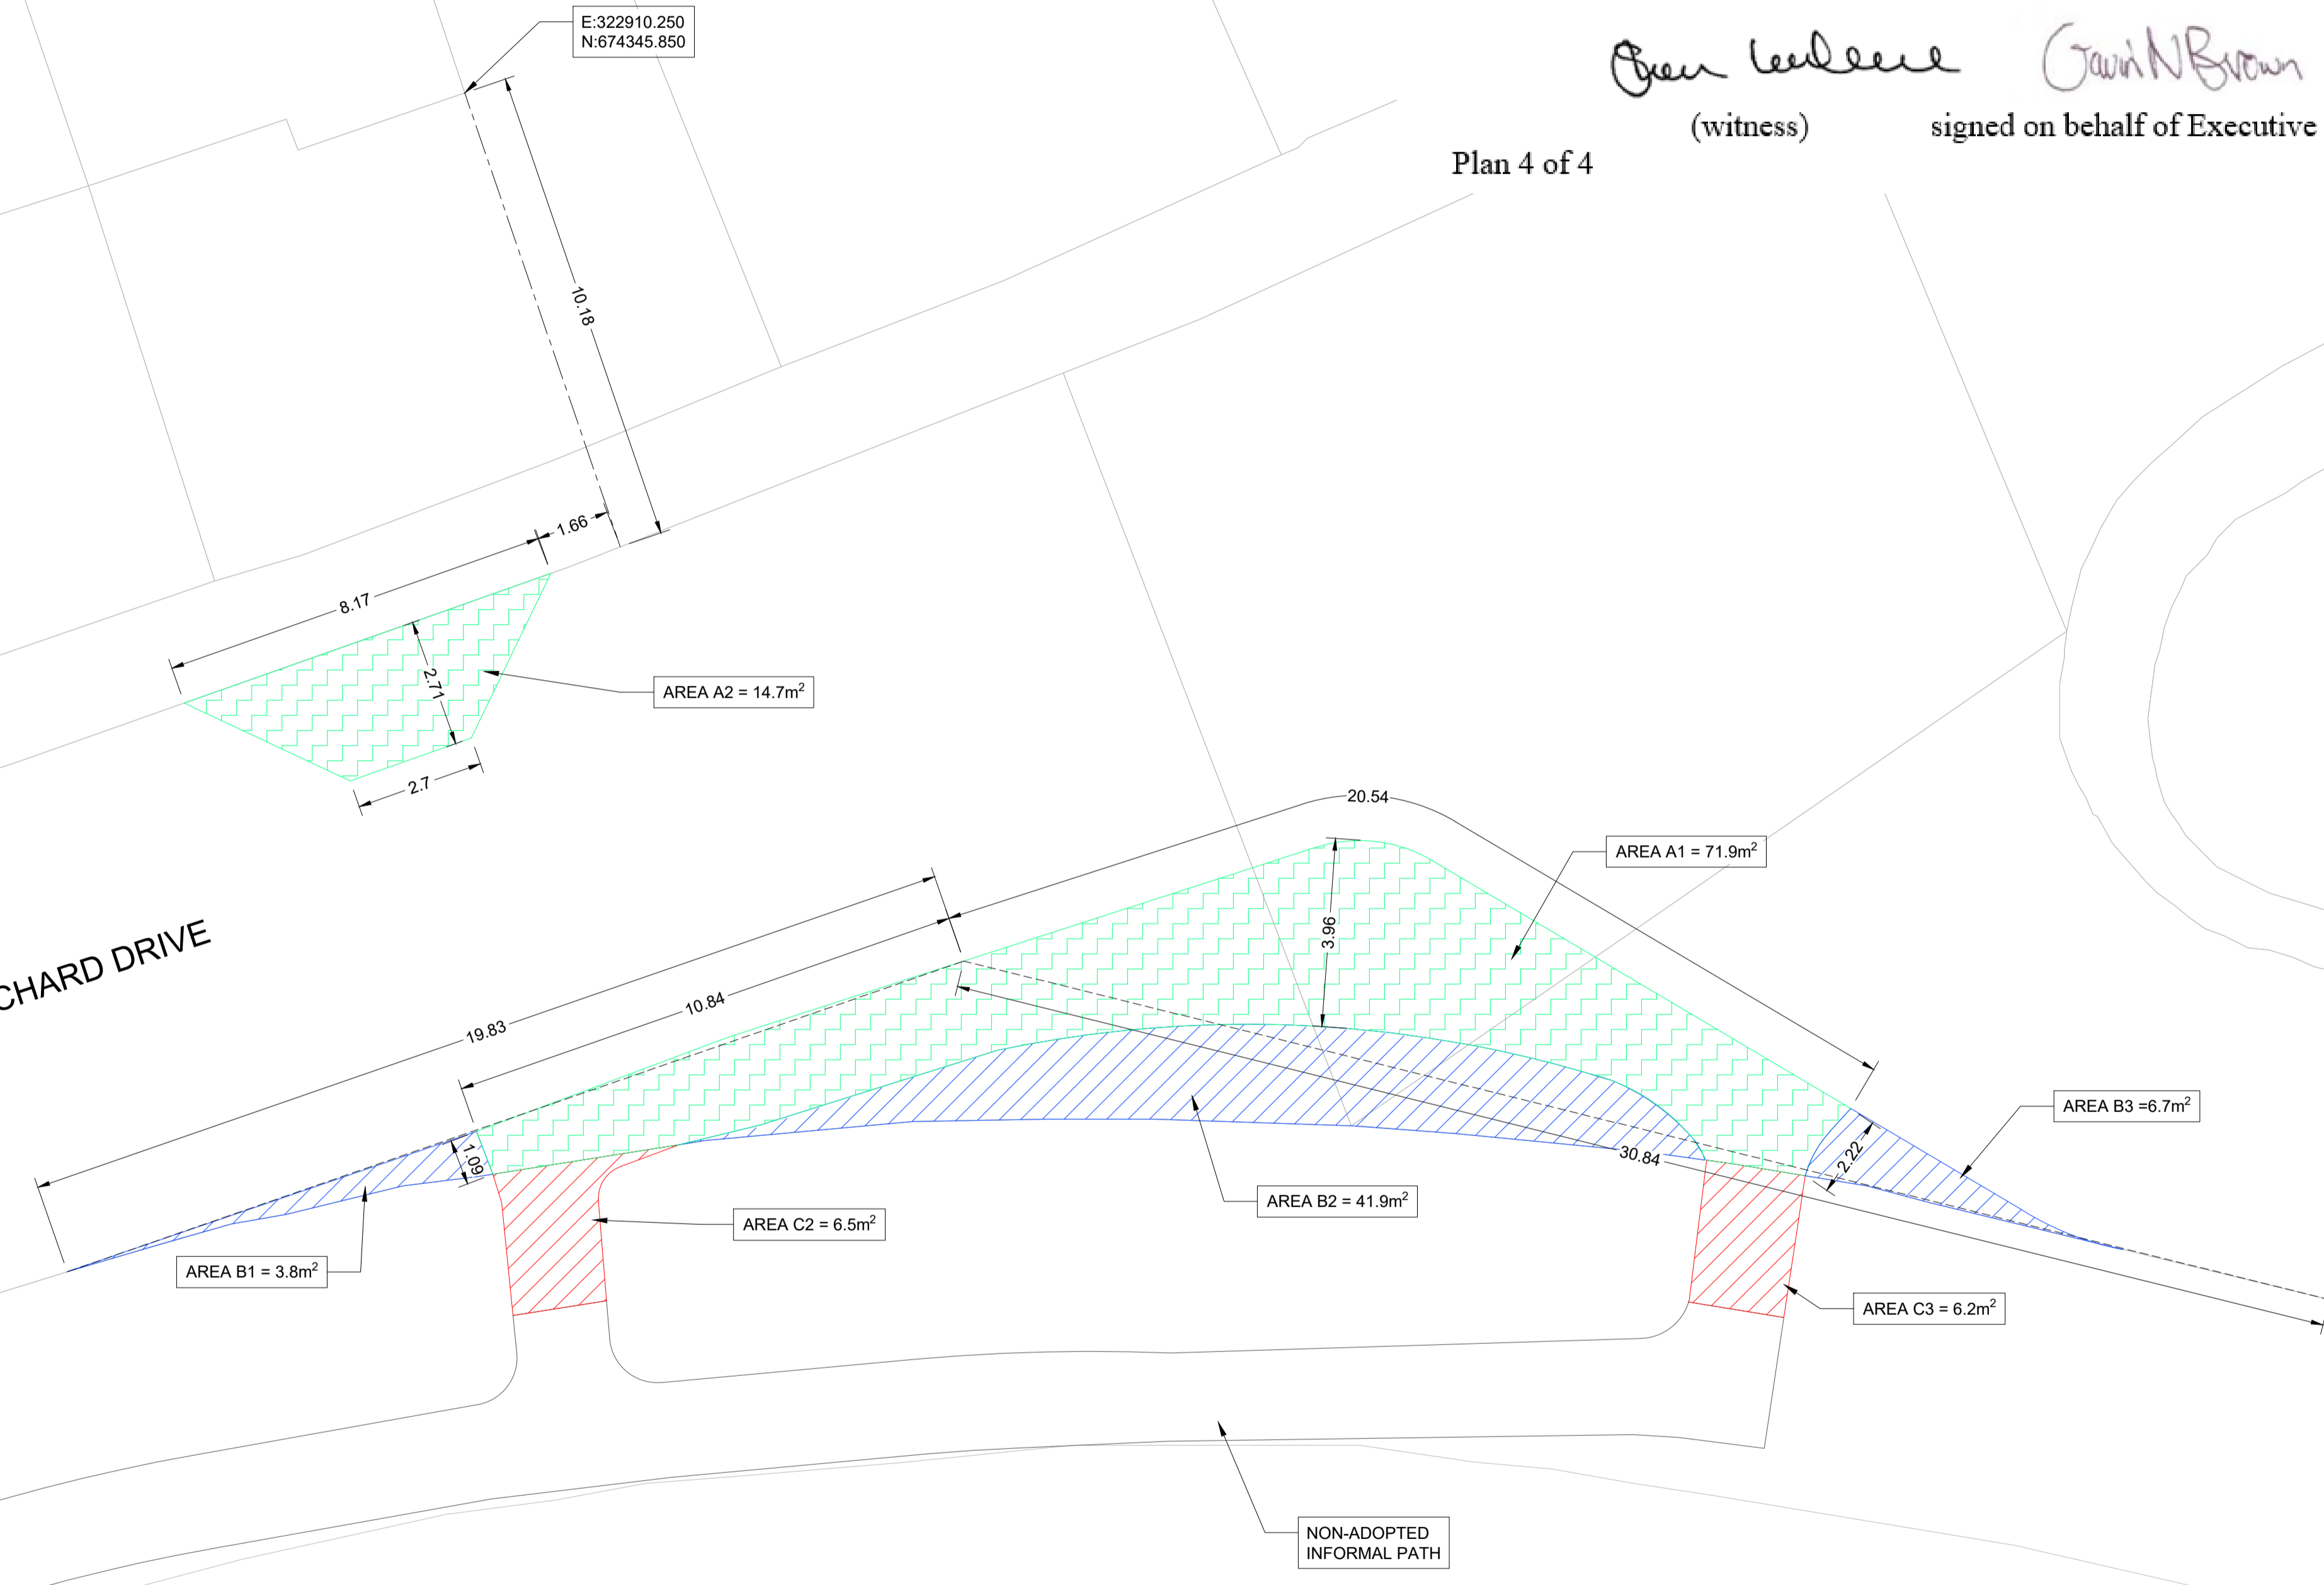 E:322910.250
N:674345.850
Gavin N Brown
(witness)
signed on behalf of Executive
Plan 4 of 4
10.18
1.66
8.17
2.71
AREA A2 = 14.7m²
2.7
20.54
AREA A1 = 71.9m²
3.96
CHARD DRIVE
19.83
10.84
1.09
30.84
2.22
AREA B3 =6.7m²
AREA B2 = 41.9m²
AREA C2 = 6.5m²
AREA B1 = 3.8m²
AREA C3 = 6.2m²
NON-ADOPTED
INFORMAL PATH